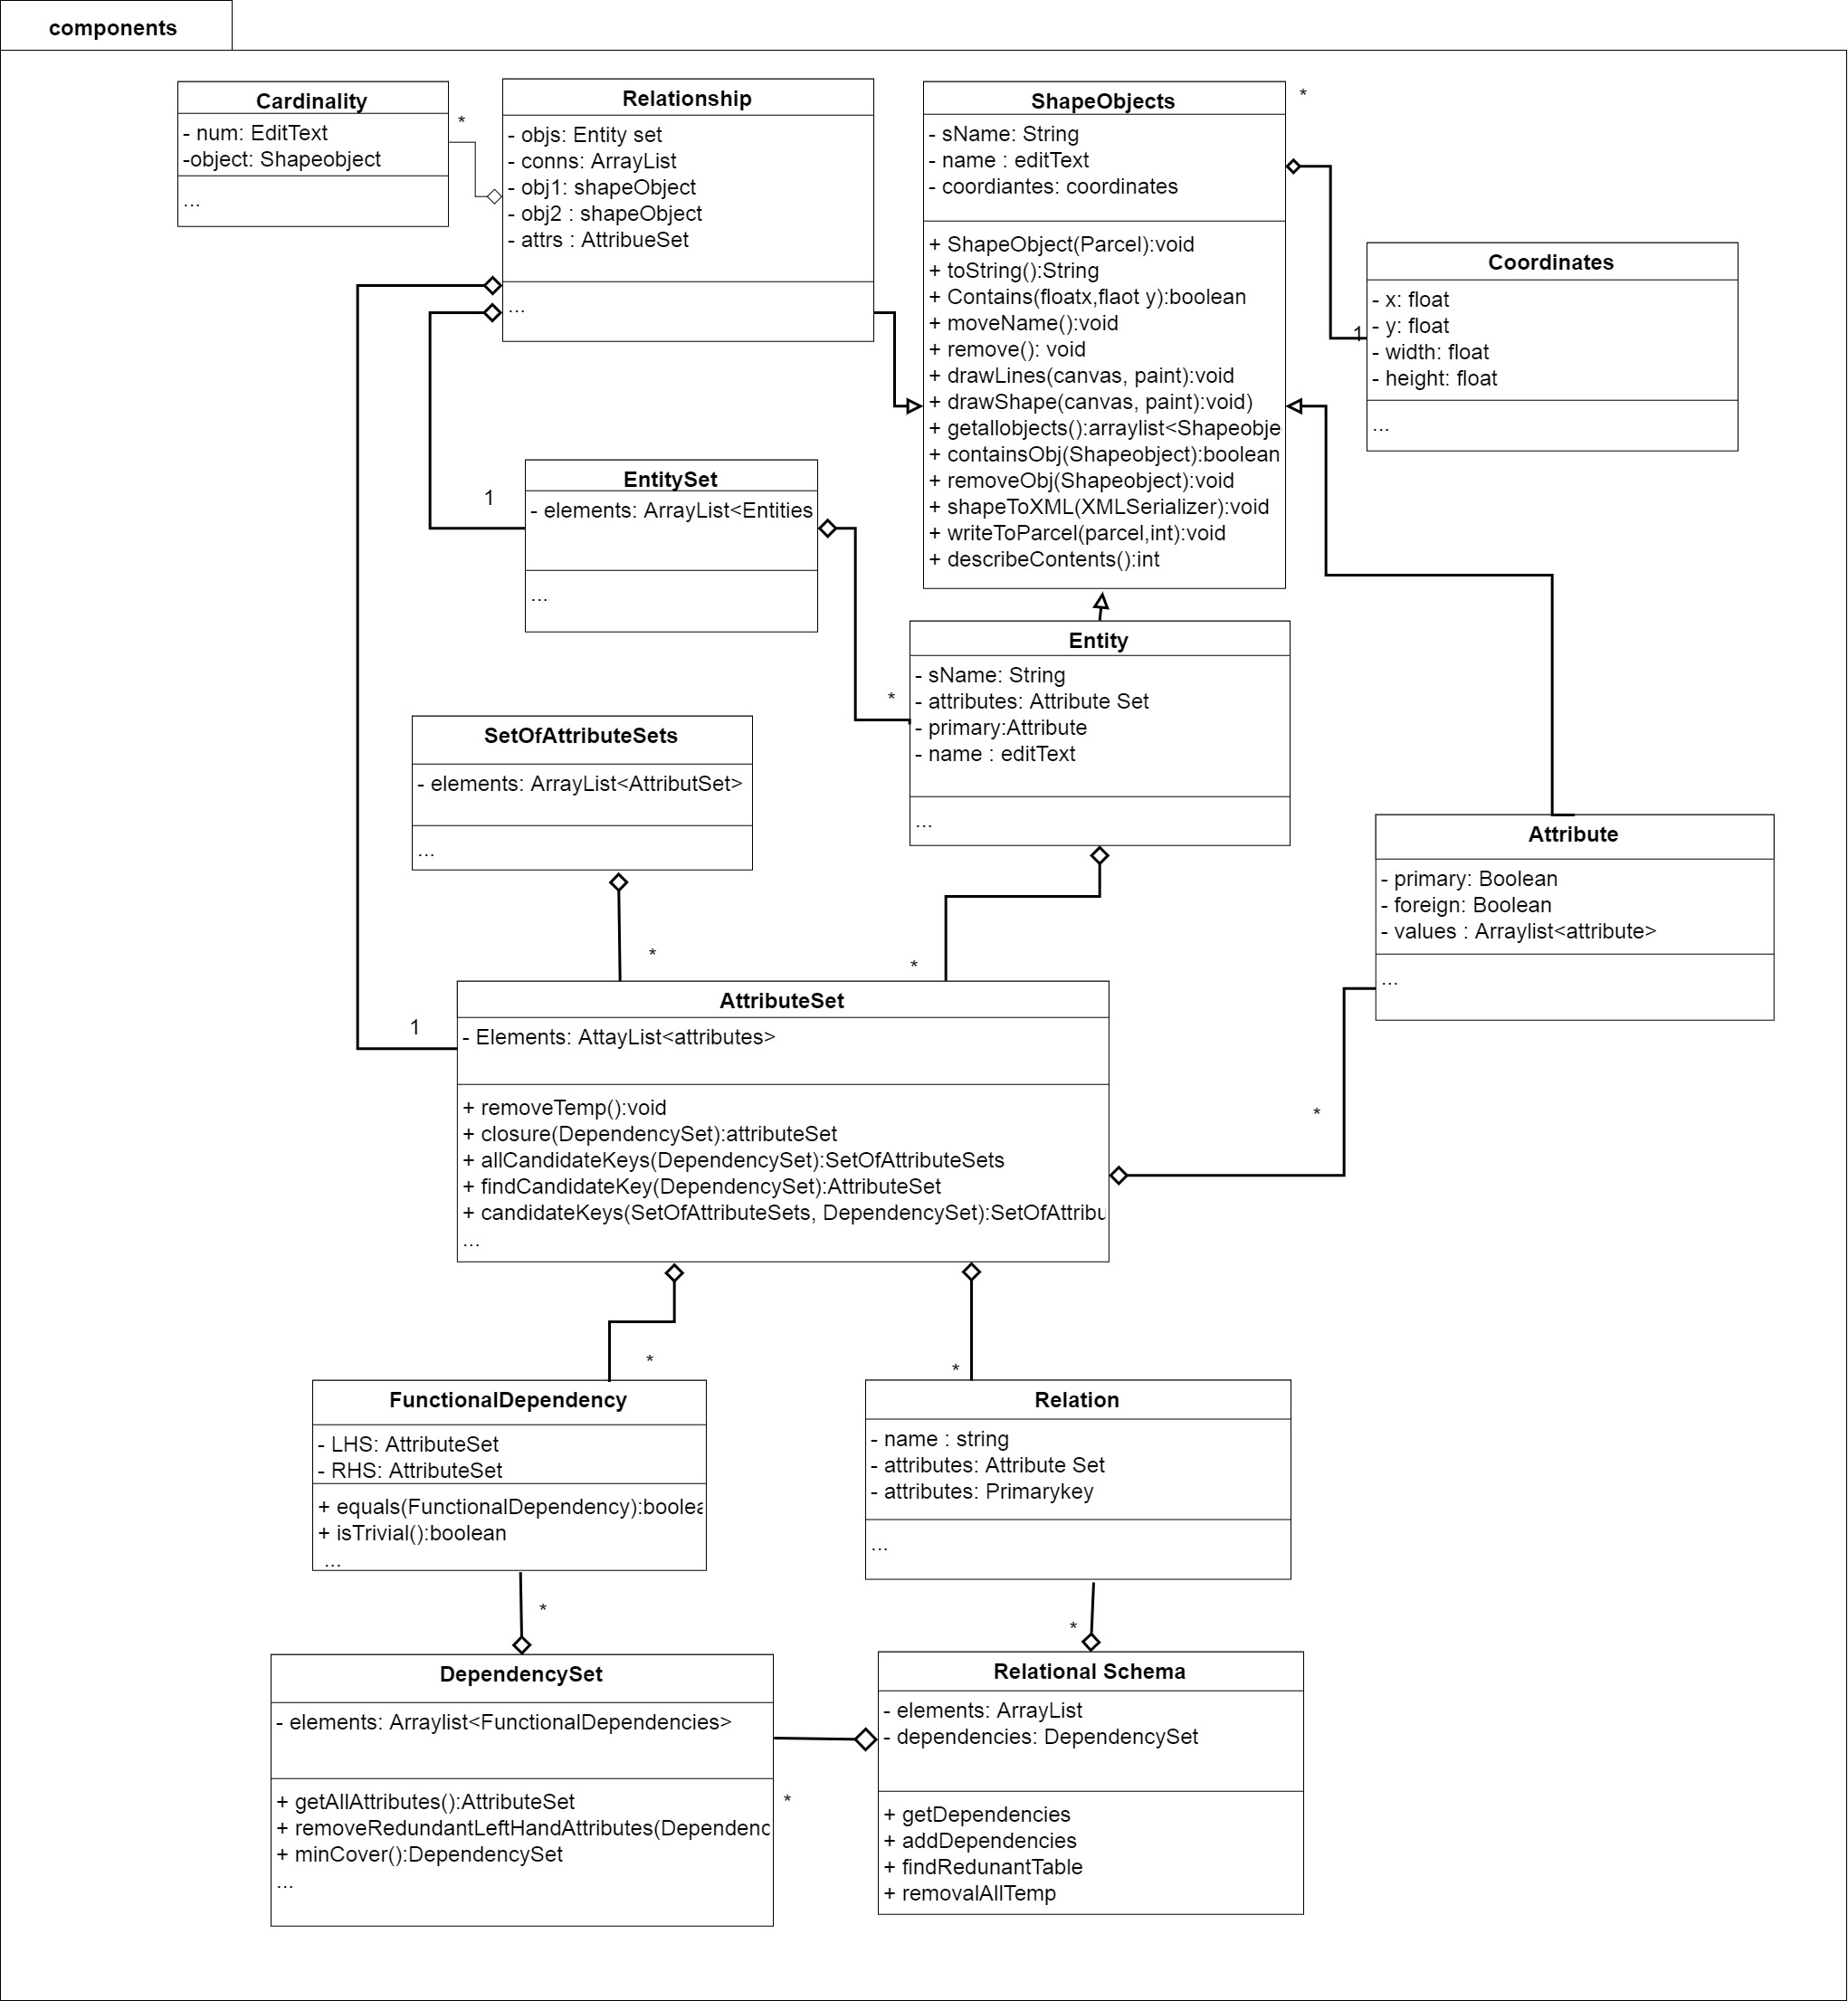 components
Cardinality
- num: EditText
-object: Shapeobject
...
*
Relationship
- objs: Entity set
- conns: ArrayList
- obj1: shapeObject
- obj2 : shapeObject
- attrs : AttribueSet
...
ShapeObjects
- sName: String
- name : editText
- coordiantes: coordinates
+ ShapeObject(Parcel):void
+ toString():String
+ Contains(floatx,flaot y):boolean
+ moveName():void
+ remove(): void
+ drawLines(canvas, paint):void
+ drawShape(canvas, paint):void)
+ getallobjects():arraylist<Shapeobje
+ containsObj(Shapeobject):boolean
+ removeObj(Shapeobject):void
+ shapeToXML(XMLSerializer):void
+ writeToParcel(parcel,int):void
+ describeContents():int
*
1
Coordinates
- x: float
- y: float
- width: float
- height: float
...
EntitySet
- elements: ArrayList<Entities
...
1
*
Entity
- sName: String
- attributes: Attribute Set
- primary:Attribute
- name : editText
...
SetOfAttributeSets
- elements: ArrayList<AttributSet>
...
Attribute
- primary: Boolean
- foreign: Boolean
- values : Arraylist<attribute>
...
*
*
1
*
AttributeSet
- Elements: AttayList<attributes>
+ removeTemp():void
+ closure(DependencySet):attributeSet
+ allCandidateKeys(DependencySet):SetOfAttributeSets
+ findCandidateKey(DependencySet):AttributeSet
+ candidateKeys(SetOfAttributeSets, DependencySet):SetOfAttribu
...
*
*
FunctionalDependency
- LHS: AttributeSet
- RHS: AttributeSet
+ equals(FunctionalDependency):boolea
+ isTrivial():boolean
...
Relation
- name : string
- attributes: Attribute Set
- attributes: Primarykey
...
*
*
DependencySet
- elements: Arraylist<FunctionalDependencies>
+ getAllAttributes():AttributeSet
+ removeRedundantLeftHandAttributes(Dependenc
+ minCover():DependencySet
...
*
Relational Schema
- elements: ArrayList
- dependencies: DependencySet
+ getDependencies
+ addDependencies
+ findRedunantTable
+ removalAllTemp